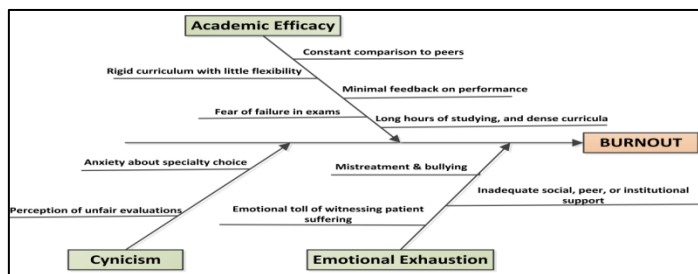 Academic Efficacy
Constant comparison to peers
Rigid curriculum with little flexibility
Minimal feedback on performance
Fear of failure in exams
Long hours of studying, and dense curricula
BURNOUT
Anxiety about specialty choice
Mistreatment & bullying
Inadequate social, peer, or institutional
support
Perception of unfair evaluations
Emotional toll of witnessing patient
suffering
Cynicism
Emotional Exhaustion